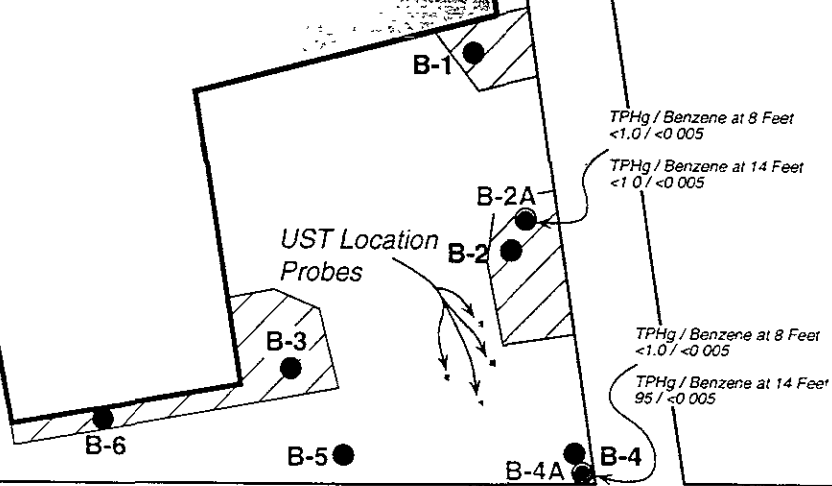 B-1
TPHg / Benzene at 8 Feet
<1.0 / <0 005
TPHg / Benzene at 14 Feet
<1 0 / <0 005
B-2A
UST Location
Probes
B-2
B-3
TPHg / Benzene at 8 Feet
<1.0 / <0 005
TPHg / Benzene at 14 Feet
95 / <0 005
B-6
B-5
B-4
B-4A